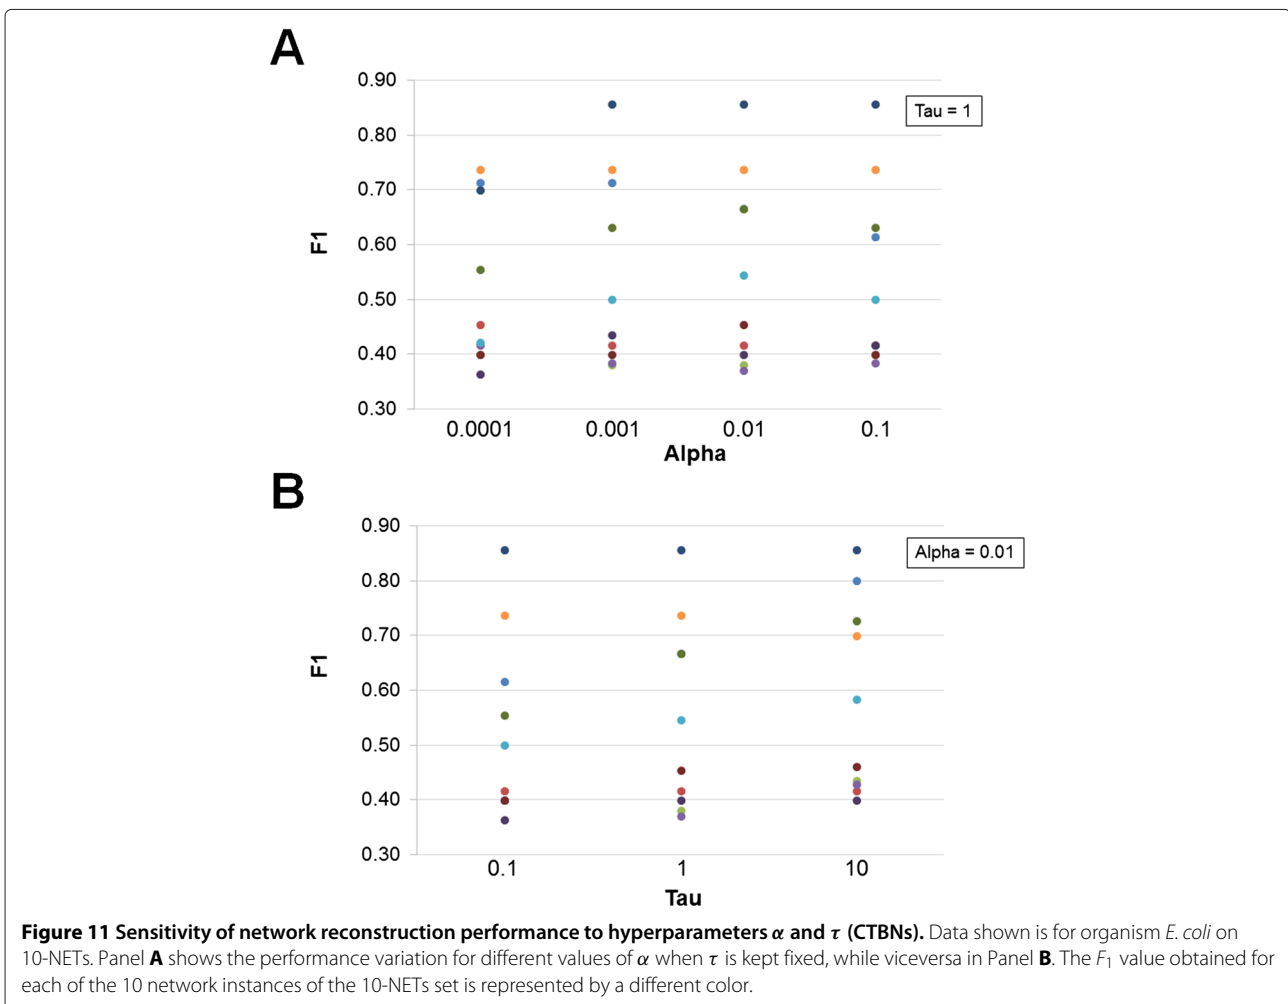 A
0.90
0.80
0.70
0.60
0.50
0.40
0.30
F1
Tau = 1
0.0001 0.001 0.01 0.1
Alpha
B
0.90
0.80
0.70
0.60
0.50
0.40
0.30
F1
Alpha = 0.01
0.1 1 10
Tau
Figure 11 Sensitivity of network reconstruction performance to hyperparameters α and τ (CTBNs). Data shown is for organism E. coli on
10-NETs. Panel A shows the performance variation for different values of α when τ is kept fixed, while viceversa in Panel B. The F1 value obtained for
each of the 10 network instances of the 10-NETs set is represented by a different color.